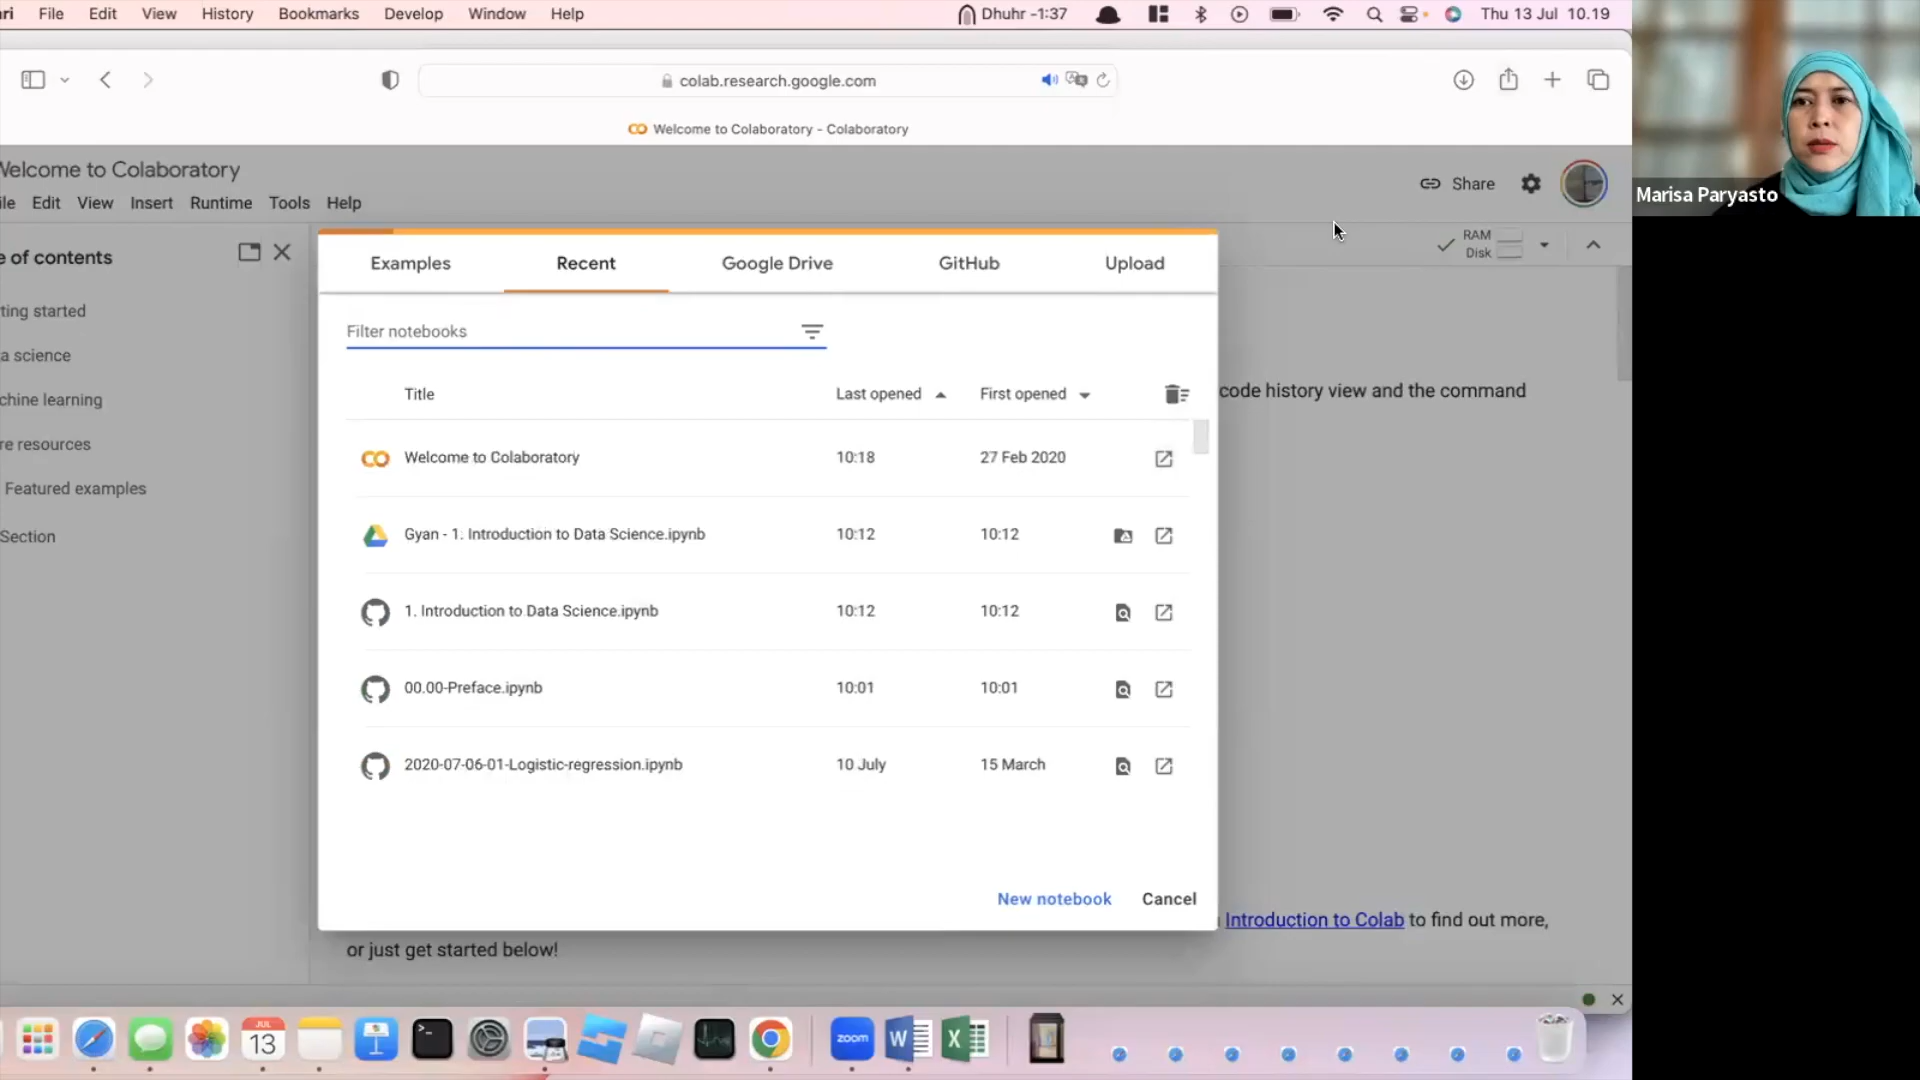 ri File Edit View History Bookmarks Develop Window Help Dhuhr -1:37 Thu 13 Jul 10.19
colab.research.google.com
Welcome to Colaboratory - Colaboratory
Welcome to Colaboratory
ile Edit View Insert Runtime Tools Help
Share
RAM
Disk
e of contents
ting started
a science
chine learning
re resources
Featured examples
Section
Examples Recent Google Drive GitHub Upload
Filter notebooks
Title Last opened First opened
code history view and the command
Welcome to Colaboratory 10:18 27 Feb 2020
Gyan - 1. Introduction to Data Science.ipynb 10:12 10:12
1. Introduction to Data Science.ipynb 10:12 10:12
00.00-Preface.ipynb 10:01 10:01
2020-07-06-01-Logistic-regression.ipynb 10 July 15 March
New notebook Cancel
Introduction to Colab to find out more,
or just get started below!
JUL
13
zoom
W
X
Marisa Paryasto